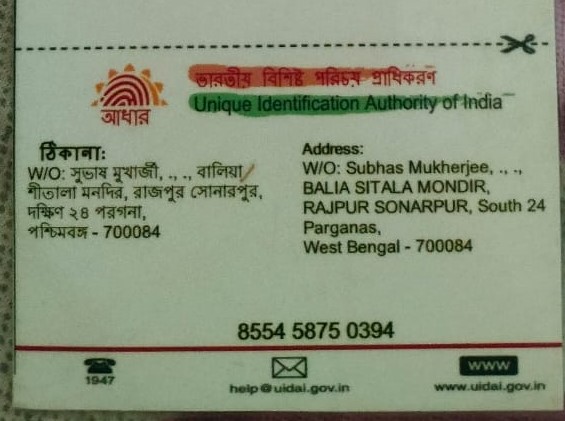 ভারতীয় বিশিষ্ট পরিচয় প্রাধিকরণ
Unique Identification Authority of India
আধার
ঠিকানা:
W/O: সুভাষ মুখার্জী, ., ., বালিয়া
শীতালা মনদির, রাজপুর সোনারপুর,
দক্ষিণ ২৪ পরগনা,
পশ্চিমবঙ্গ - 700084
Address:
W/O: Subhas Mukherjee, ., .,
BALIA SITALA MONDIR,
RAJPUR SONARPUR, South 24
Parganas,
West Bengal - 700084
8554 5875 0394
1947
help@uidai.gov.in
WWW
www.uidai.gov.in